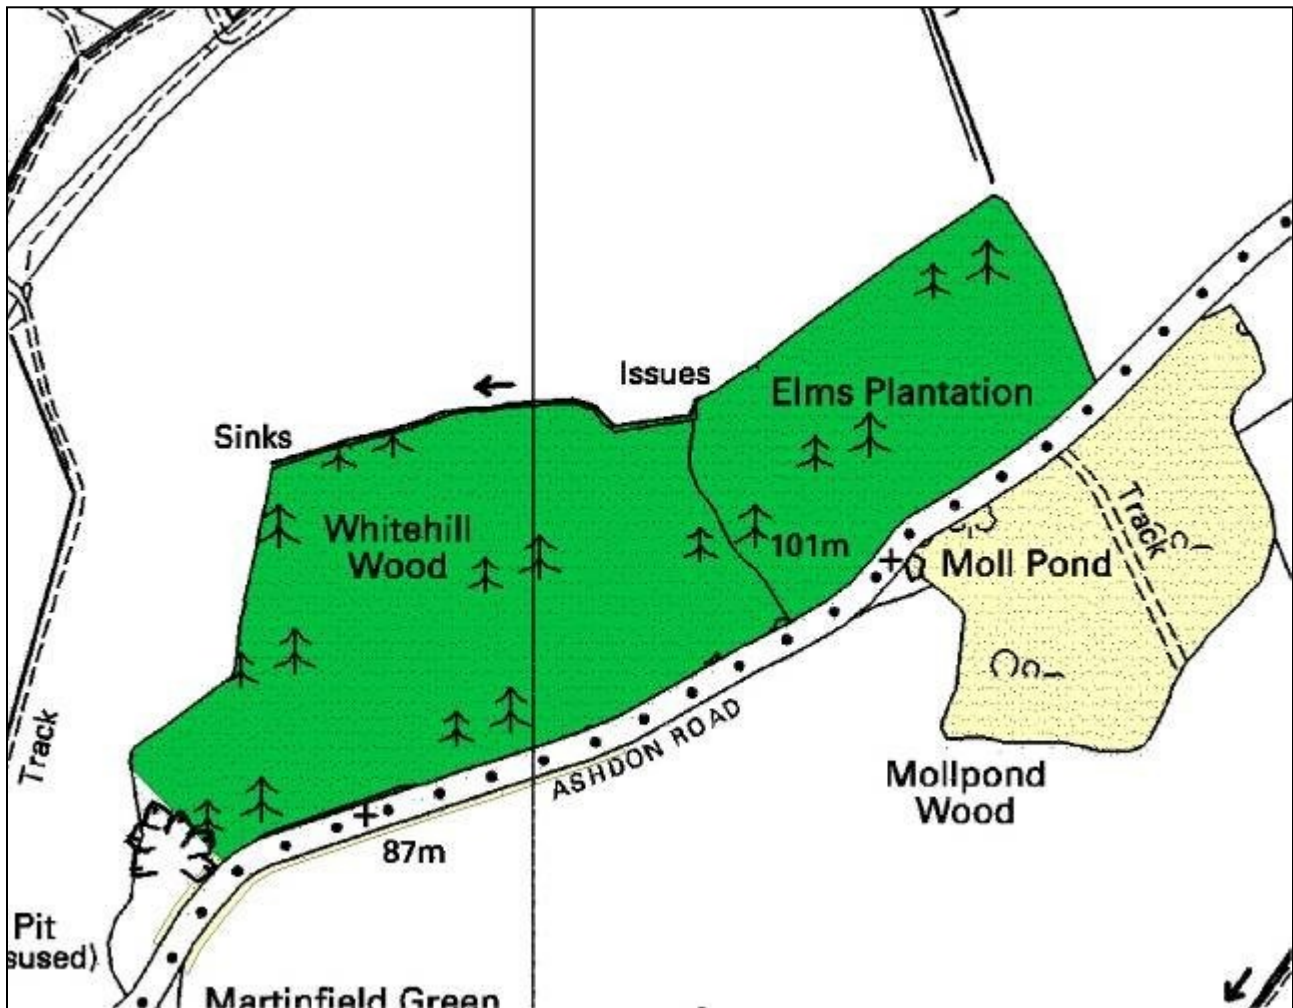 Issues
Elms Plantation
Sinks
Whitehill
Wood
101m
Track
Moll Pond
Track
ASHDON ROAD
Mollpond
Wood
87m
Pit
sused)
Martinfield Green